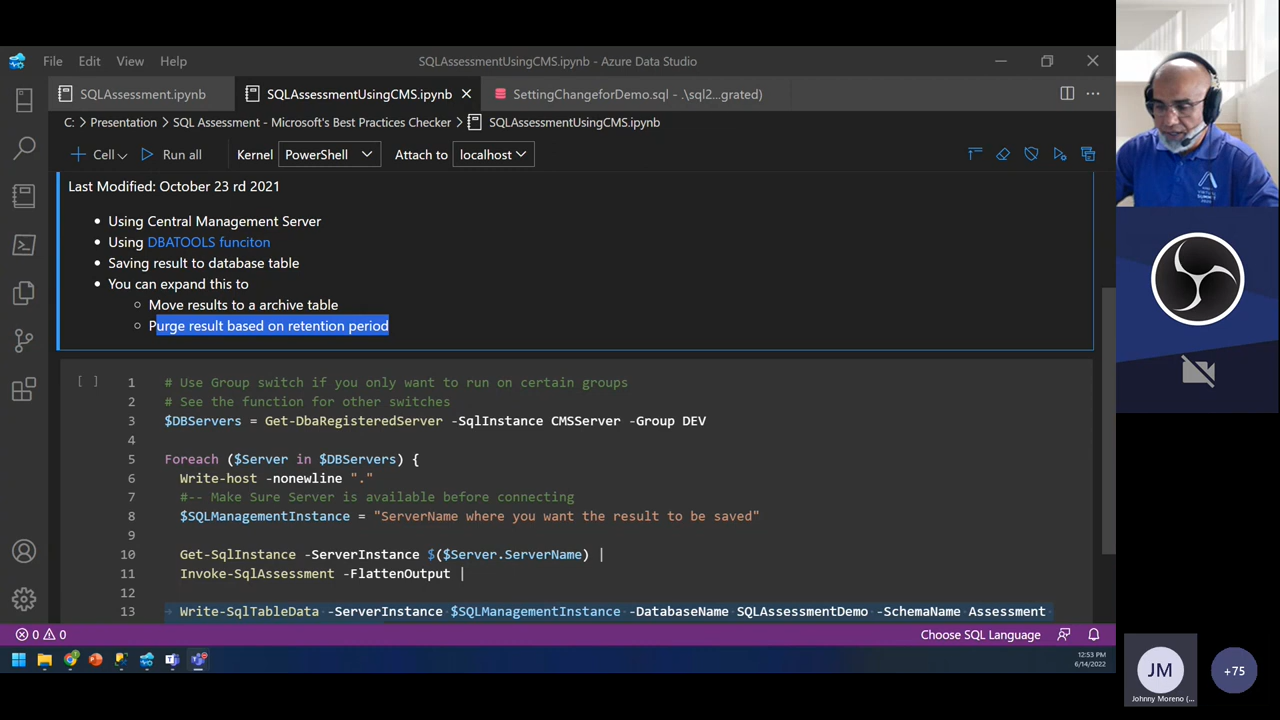 File Edit View Help
SQLAssessmentUsingCMS.ipynb - Azure Data Studio
SQLAssessment.ipynb
SQLAssessmentUsingCMS.ipynb
SettingChangeforDemo.sql - .\sql2...grated)
C: > Presentation > SQL Assessment - Microsoft's Best Practices Checker > SQLAssessmentUsingCMS.ipynb
Cell
Run all
Kernel
PowerShell
Attach to
localhost
Last Modified: October 23 rd 2021
Using Central Management Server
Using DBATOOLS funciton
Saving result to database table
You can expand this to
Move results to a archive table
Purge result based on retention period
[ ]
1 # Use Group switch if you only want to run on certain groups
2 # See the function for other switches
3 $DBServers = Get-DbaRegisteredServer -SqlInstance CMSServer -Group DEV
4
5 Foreach ($Server in $DBServers) {
6 Write-host -nonewline "."
7 #-- Make Sure Server is available before connecting
8 $SQLManagementInstance = "ServerName where you want the result to be saved"
9
10 Get-SqlInstance -ServerInstance $($Server.ServerName) |
11 Invoke-SqlAssessment -FlattenOutput |
12
13 Write-SqlTableData -ServerInstance $SQLManagementInstance -DatabaseName SQLAssessmentDemo -SchemaName Assessment
0 0
Choose SQL Language
12:53 PM
6/14/2022
JM
Johnny Moreno (...
+75